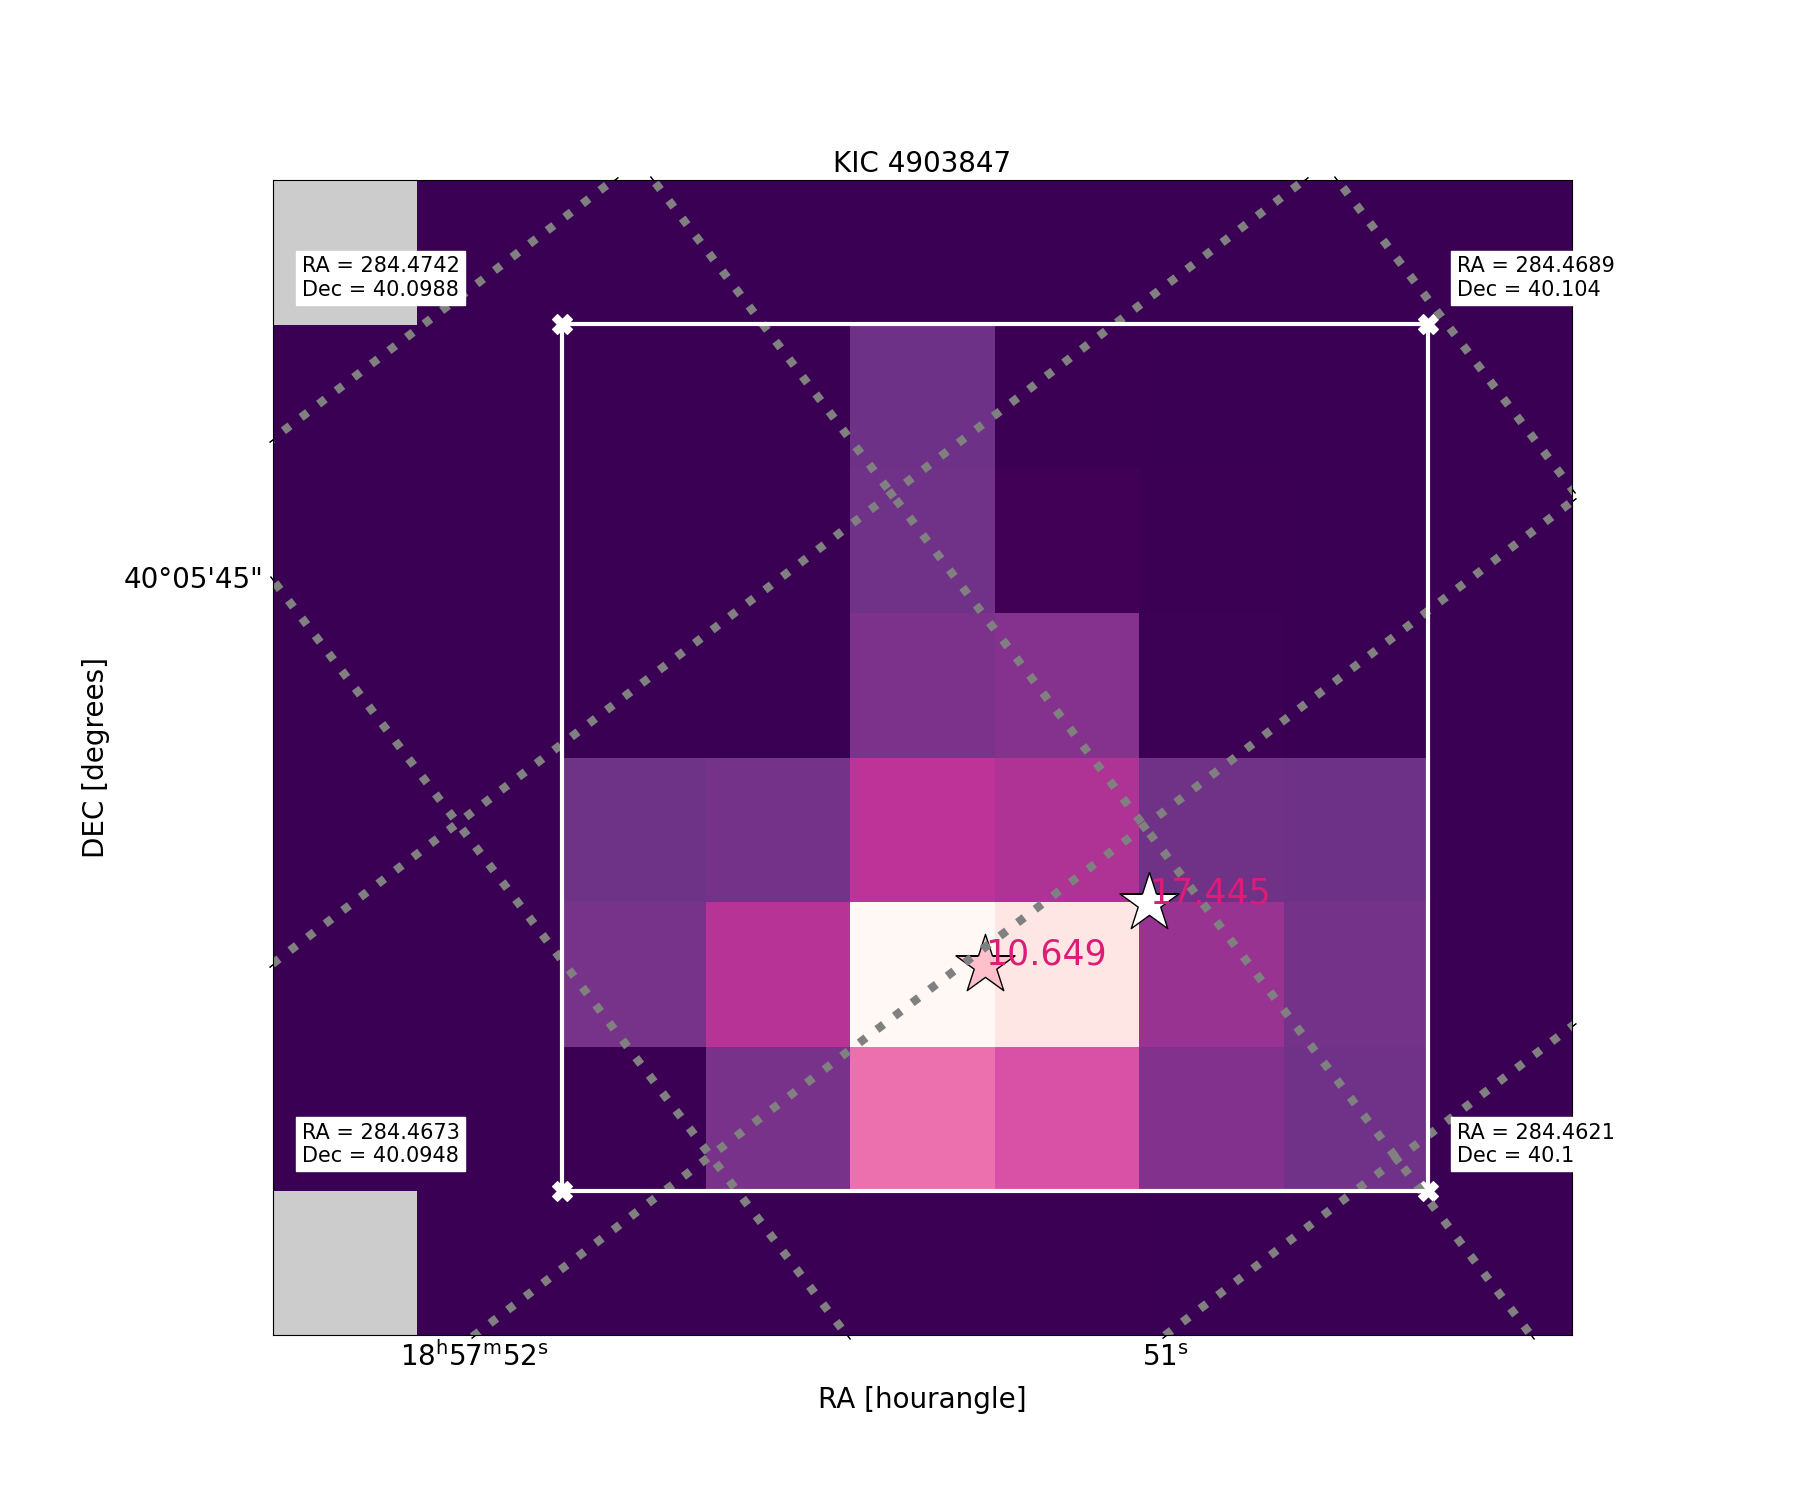 KIC 4903847
RA = 284.4742
Dec = 40.0988
RA = 284.4689
Dec = 40.104
40°05'45"
DEC [degrees]
17.445
10.649
RA = 284.4673
Dec = 40.0948
RA = 284.4621
Dec = 40.1
18h57m52s
51s
RA [hourangle]